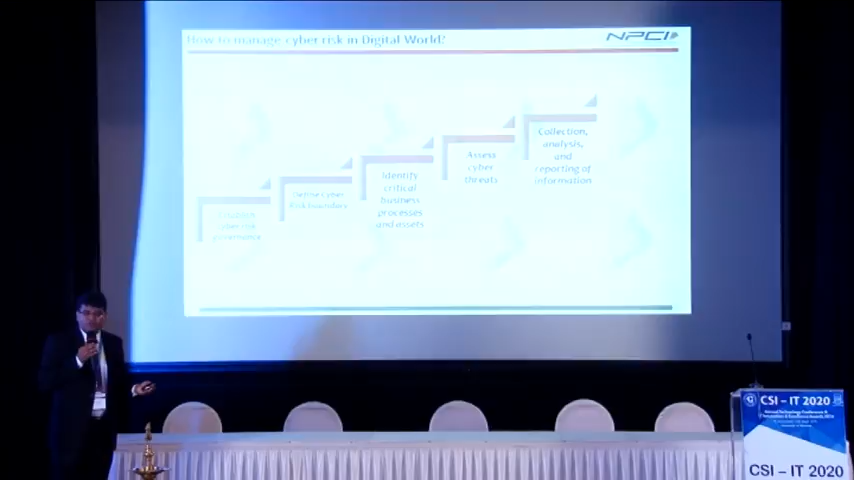 How to manage cyber risk in Digital World?
NPCI
Collection,
analysis,
and
reporting of
information
Assess
cyber
threats
Identify
critical
business
processes
and assets
Define Cyber
Risk boundary
CSI - IT 2020
CSI - IT 2020